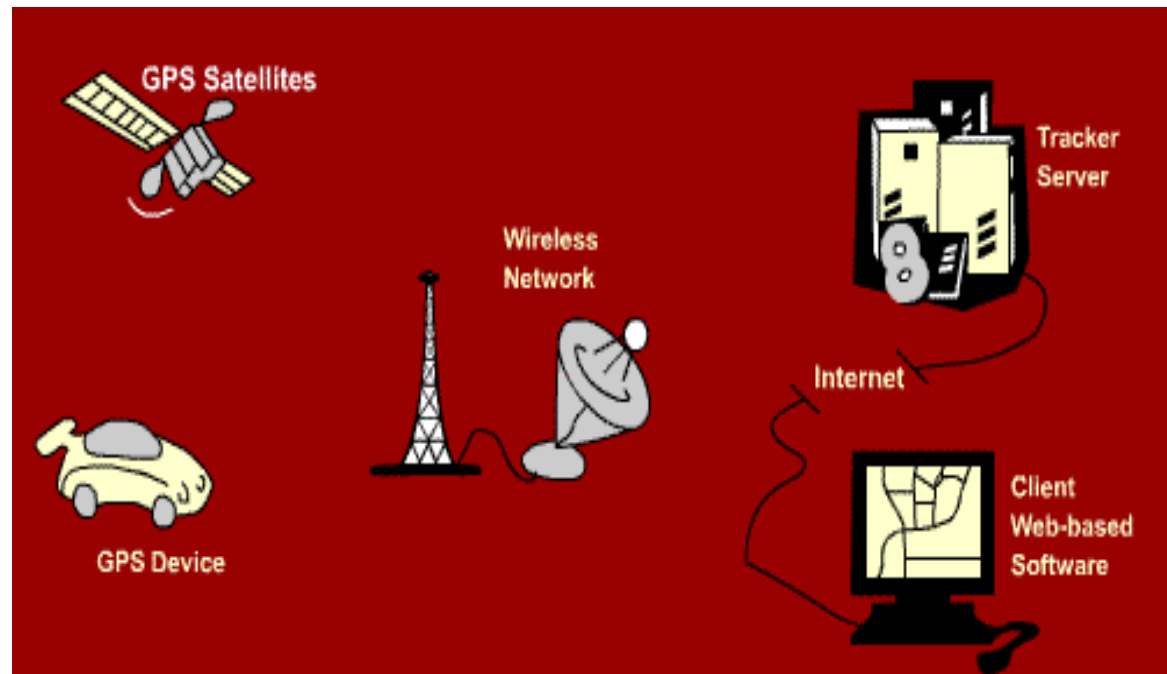 GPS Satellites
Tracker
Server
Wireless
Network
Internet
GPS Device
Client
Web-based
Software